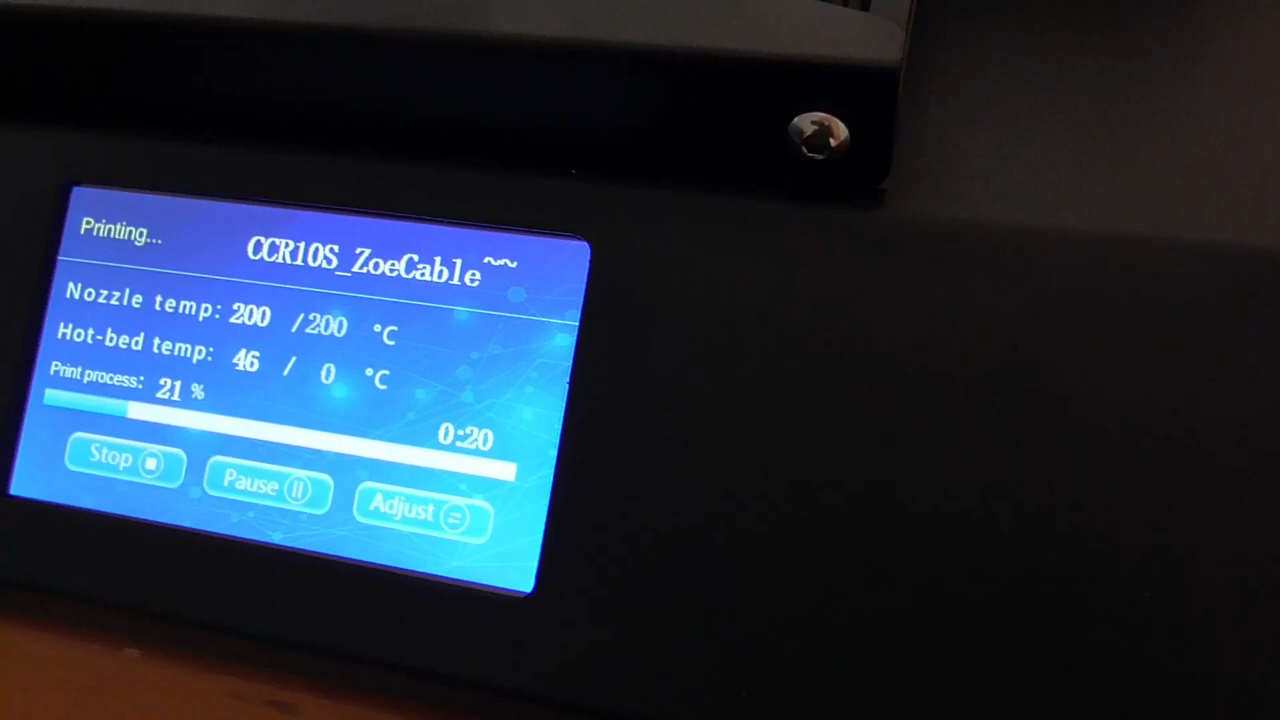 Printing...
CCR10S_ZoeCable~~
Nozzle temp: 200 /200 °C
Hot-bed temp: 46 / 0 °C
Print process: 21 %
0:20
Stop Pause Adjust